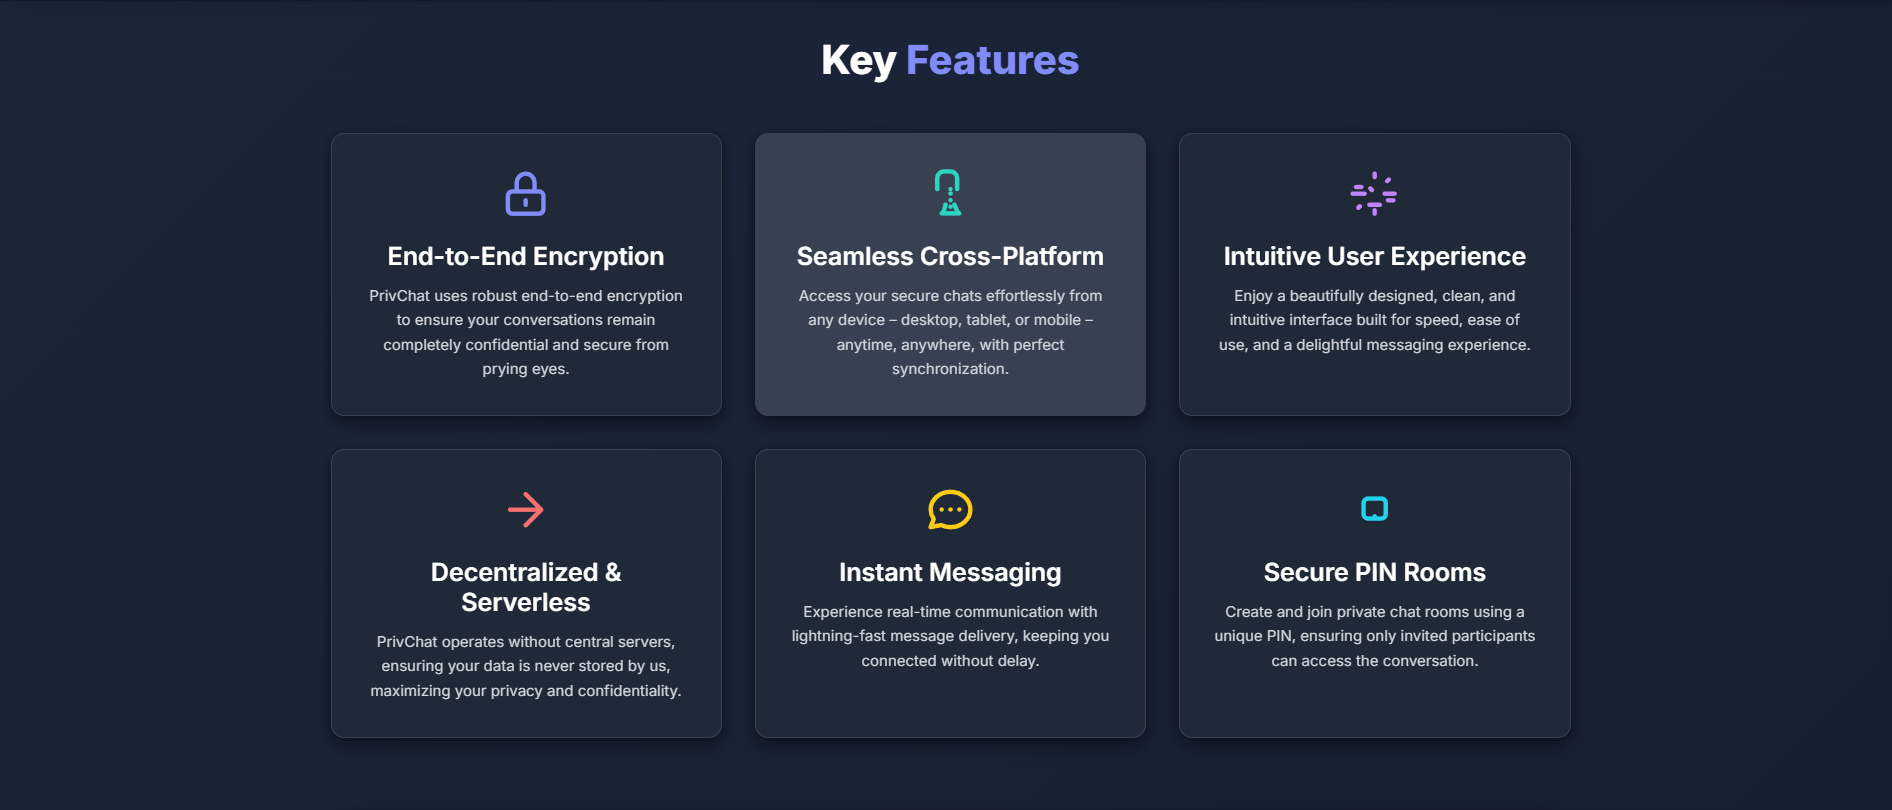 Key Features
End-to-End Encryption
PrivChat uses robust end-to-end encryption
to ensure your conversations remain
completely confidential and secure from
prying eyes.
Seamless Cross-Platform
Access your secure chats effortlessly from
any device – desktop, tablet, or mobile –
anytime, anywhere, with perfect
synchronization.
Intuitive User Experience
Enjoy a beautifully designed, clean, and
intuitive interface built for speed, ease of
use, and a delightful messaging experience.
Decentralized &
Serverless
PrivChat operates without central servers,
ensuring your data is never stored by us,
maximizing your privacy and confidentiality.
Instant Messaging
Experience real-time communication with
lightning-fast message delivery, keeping you
connected without delay.
Secure PIN Rooms
Create and join private chat rooms using a
unique PIN, ensuring only invited participants
can access the conversation.